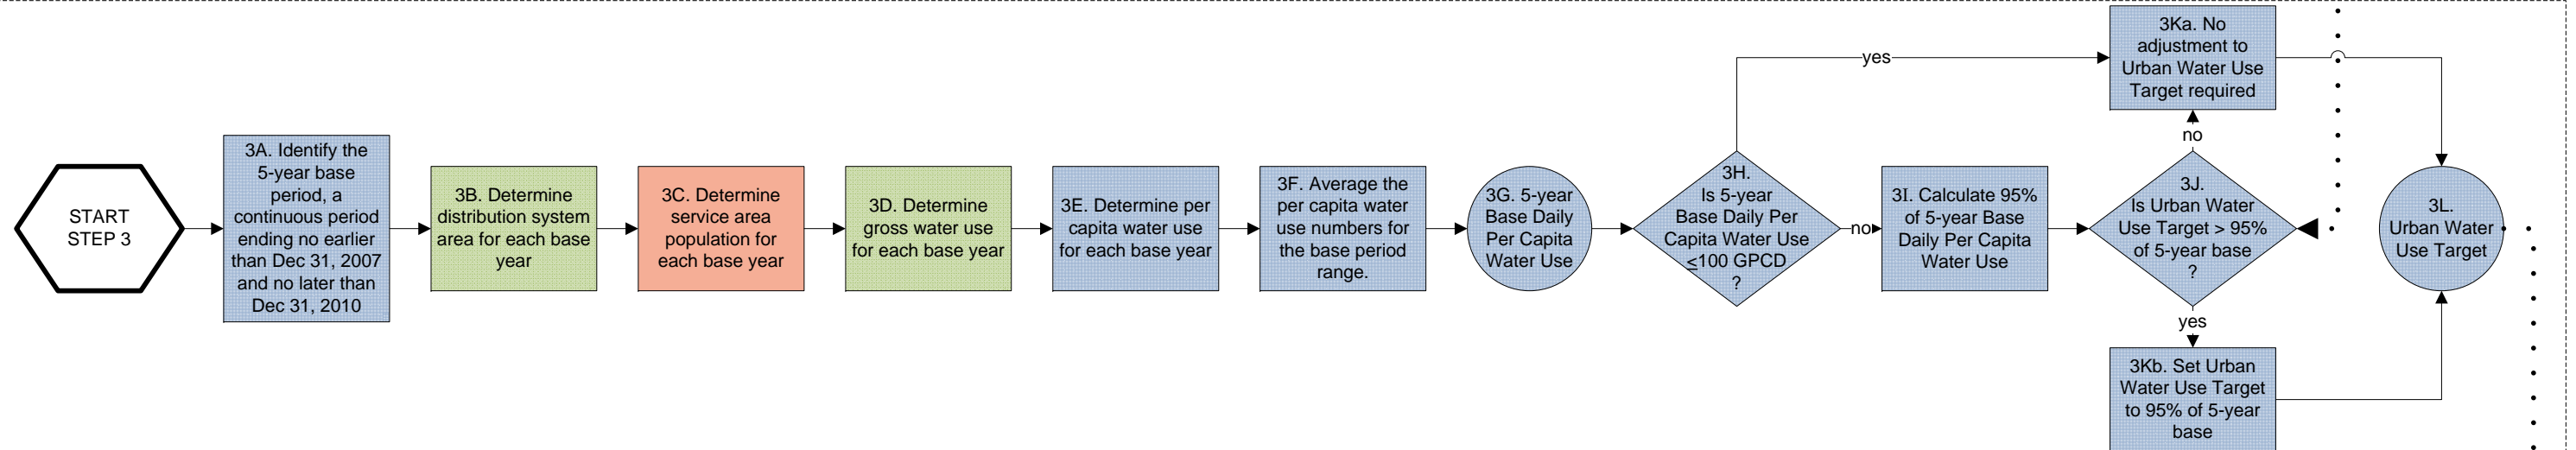 START
STEP 3
3A. Identify the
5-year base
period, a
continuous period
ending no earlier
than Dec 31, 2007
and no later than
Dec 31, 2010
3B. Determine
distribution system
area for each base
year
3C. Determine
service area
population for
each base year
3D. Determine
gross water use
for each base year
3E. Determine per
capita water use
for each base year
3F. Average the
per capita water
use numbers for
the base period
range.
3G. 5-year
Base Daily
Per Capita
Water Use
3H.
Is 5-year
Base Daily Per
Capita Water Use
≤100 GPCD
?
yes
no
3I. Calculate 95%
of 5-year Base
Daily Per Capita
Water Use
3J.
Is Urban Water
Use Target > 95%
of 5-year base
?
no
yes
3Ka. No
adjustment to
Urban Water Use
Target required
3Kb. Set Urban
Water Use Target
to 95% of 5-year
base
3L.
Urban Water
Use Target